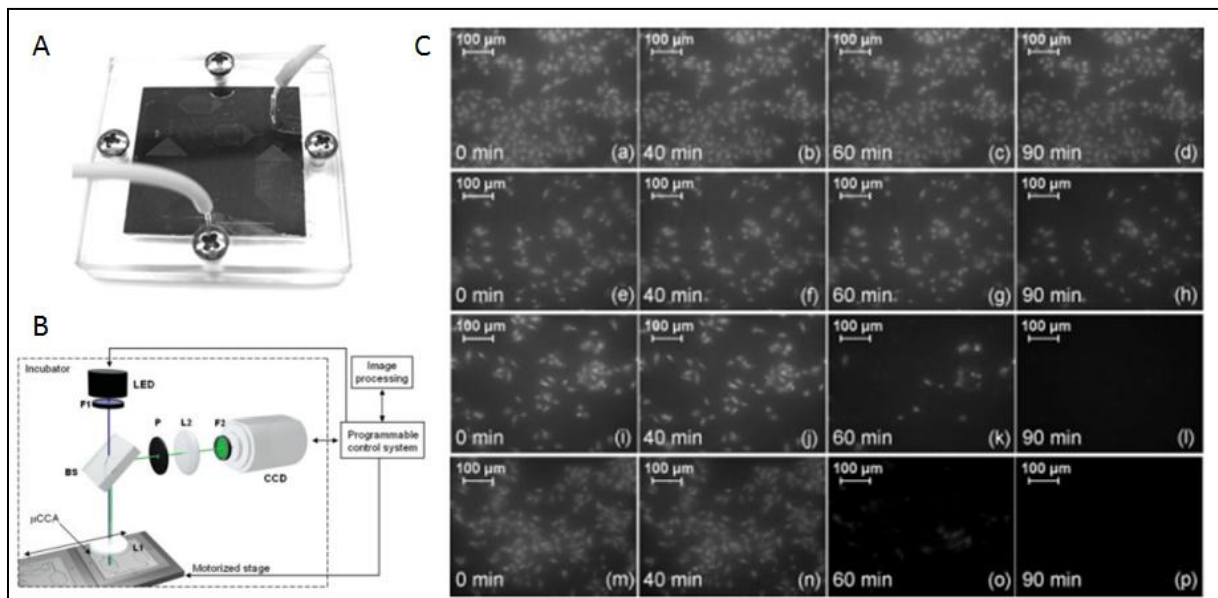 A
B
Incubator
LED
F1
P
L2
F2
BS
CCD
µCCA
L1
Motorized stage
Image processing
Programmable control system
C
100 µm 100 µm 100 µm 100 µm
0 min (a) 40 min (b) 60 min (c) 90 min (d)
100 µm 100 µm 100 µm 100 µm
0 min (e) 40 min (f) 60 min (g) 90 min (h)
100 µm 100 µm 100 µm 100 µm
0 min (i) 40 min (j) 60 min (k) 90 min (l)
100 µm 100 µm 100 µm 100 µm
0 min (m) 40 min (n) 60 min (o) 90 min (p)